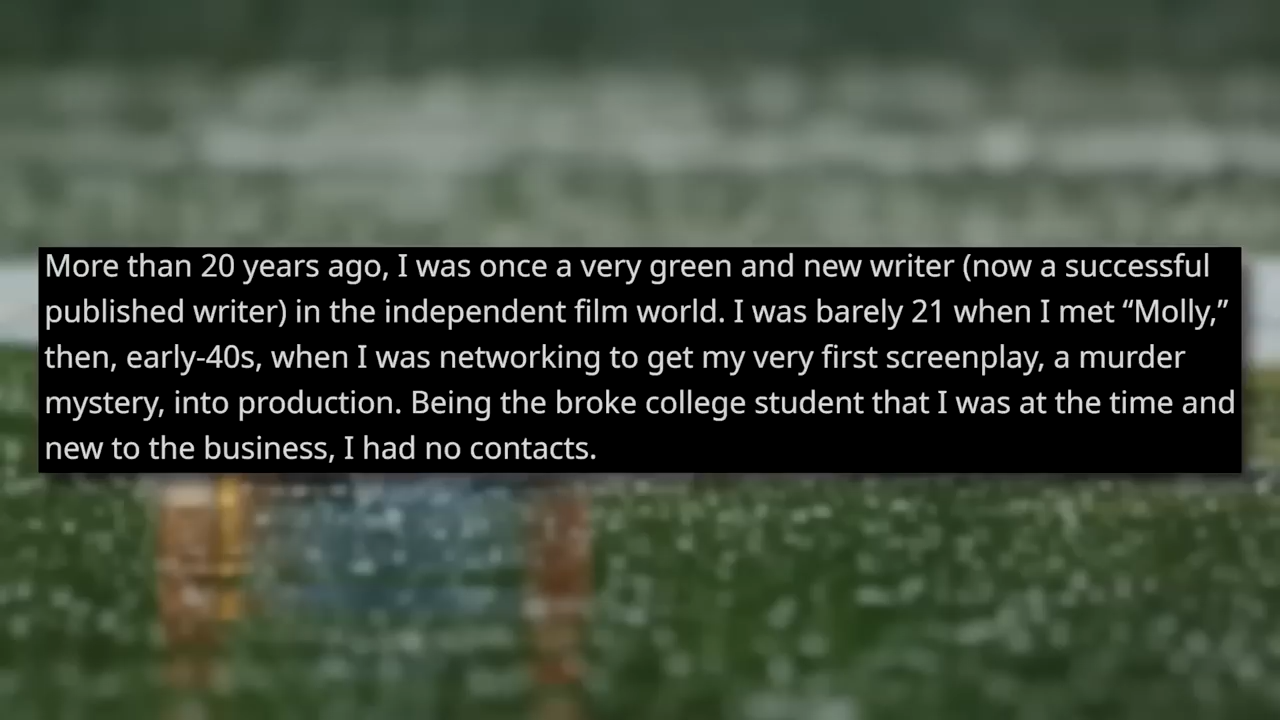 More than 20 years ago, I was once a very green and new writer (now a successful
published writer) in the independent film world. I was barely 21 when I met “Molly,”
then, early-40s, when I was networking to get my very first screenplay, a murder
mystery, into production. Being the broke college student that I was at the time and
new to the business, I had no contacts.